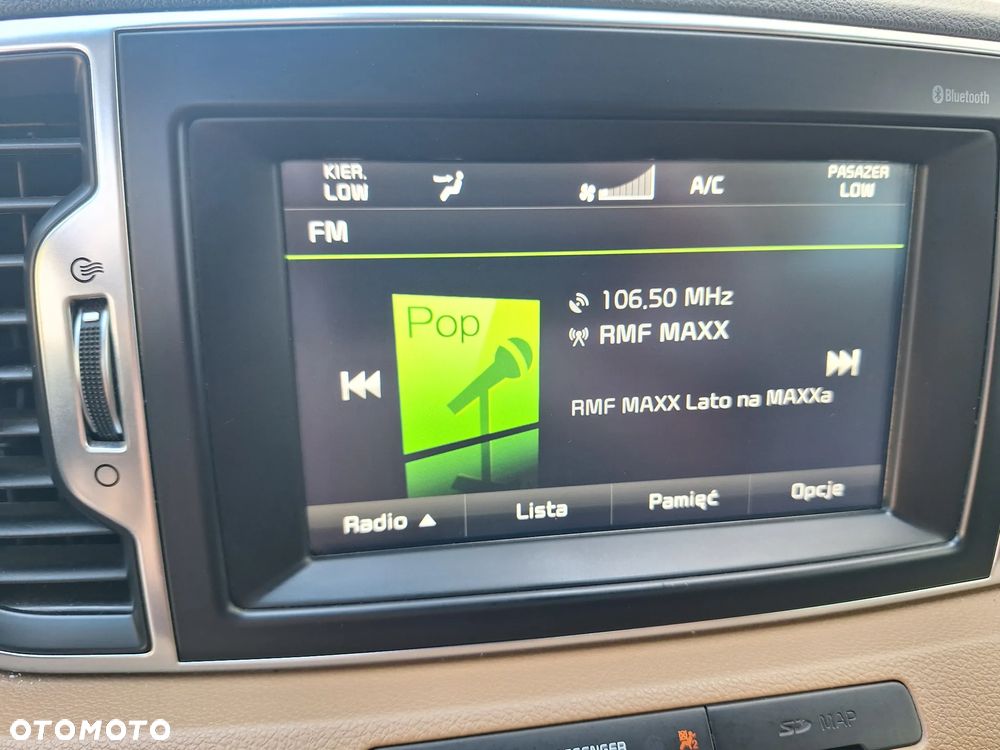 Bluetooth
KIER. LOW
A/C
PASAŻER LOW
FM
Pop
106.50 MHz
RMF MAXX
RMF MAXX Lato na MAXXa
Radio ▲
Lista
Pamięć
Opcje
SD MAP
OTOMOTO